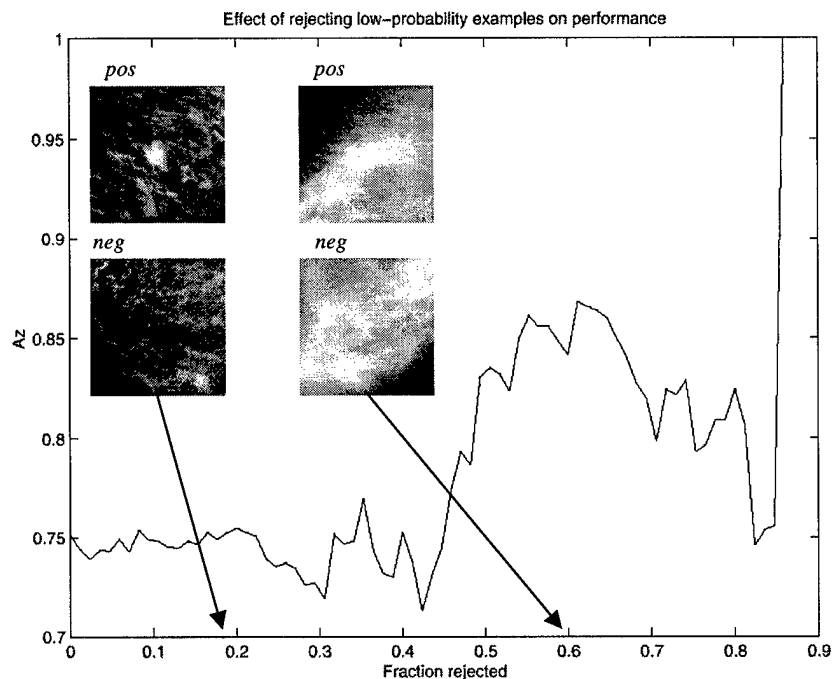 Effect of rejecting low-probability examples on performance
1
0.95
0.9
0.85
0.8
0.75
0.7
Az
pos
pos
neg
neg
0 0.1 0.2 0.3 0.4 0.5 0.6 0.7 0.8 0.9
Fraction rejected